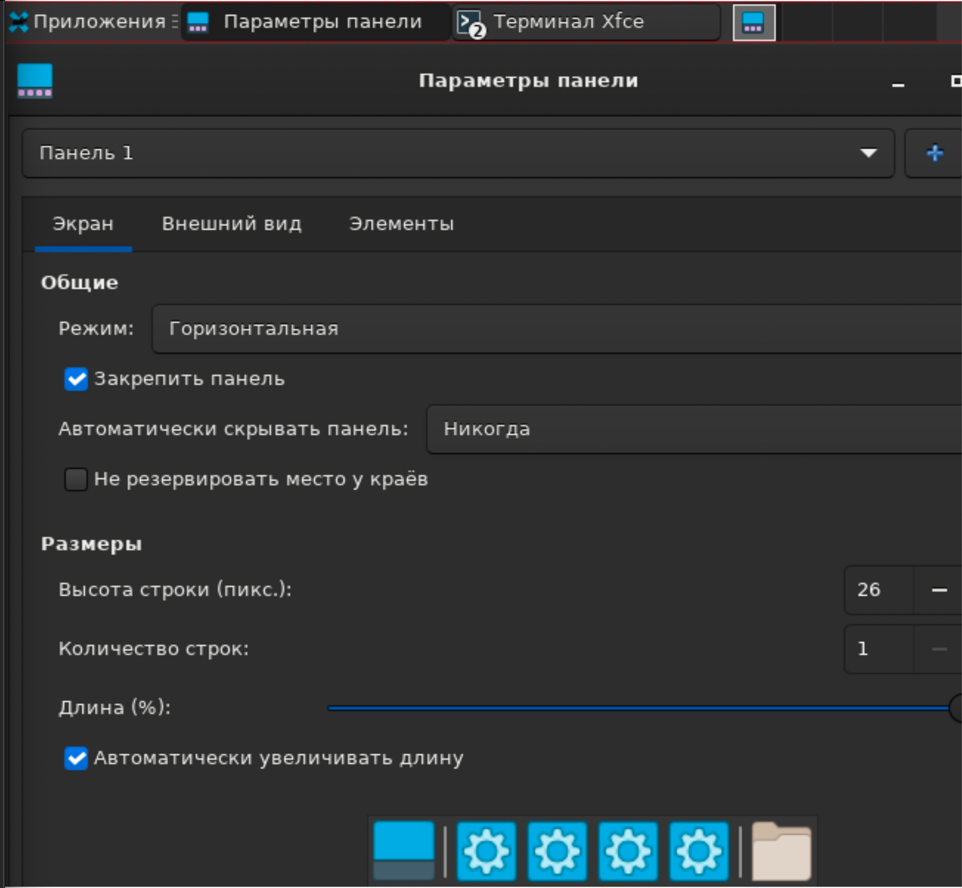 Приложения Параметры панели 2 Терминал Xfce
Параметры панели
Панель 1
Экран Внешний вид Элементы
Общие
Режим: Горизонтальная
Закрепить панель
Автоматически скрывать панель: Никогда
Не резервировать место у краёв
Размеры
Высота строки (пикс.): 26
Количество строк: 1
Длина (%):
Автоматически увеличивать длину